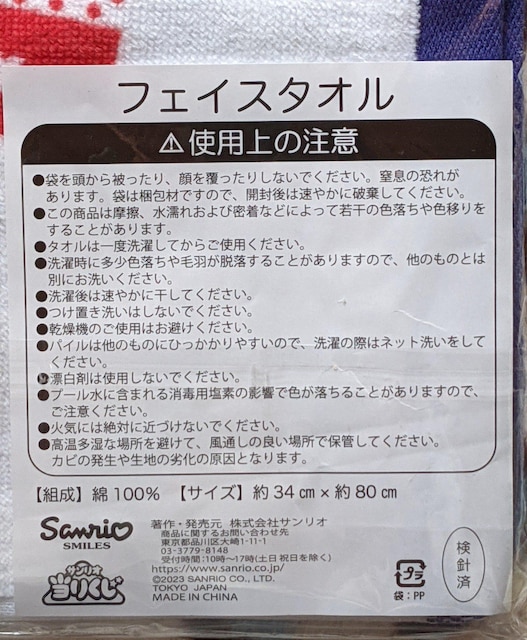 フェイスタオル
⚠使用上の注意
●袋を頭から被ったり、顔を覆ったりしないでください。窒息の恐れが
あります。袋は梱包材ですので、開封後は速やかに破棄してください。
●この商品は摩擦、水濡れおよび密着などによって若干の色落ちや色移りを
することがあります。
●タオルは一度洗濯してからご使用ください。
●洗濯時に多少色落ちや毛羽が脱落することがありますので、他のものとは
別にお洗いください。
●洗濯後は速やかに干してください。
●つけ置き洗いはしないでください。
●乾燥機のご使用はお避けください。
●パイルは他のものにひっかかりやすいので、洗濯の際はネット洗いをして
ください。
●漂白剤は使用しないでください。
●プール水に含まれる消毒用塩素の影響で色が落ちることがありますので、
ご注意ください。
●火気には絶対に近づけないでください。
●高温多湿な場所を避けて、風通しの良い場所で保管してください。
カビの発生や生地の劣化の原因となります。
【組成】綿100% 【サイズ】約34cm×約80cm
Sanrio
SMILES
サンリオ
当りくじ
著作・発売元 株式会社サンリオ
商品に関するお問い合わせ先
東京都品川区大崎1-11-1
03-3779-8148
受付時間:10時〜17時(土日 祝日を除く)
https://www.sanrio.co.jp/
©2023 SANRIO CO., LTD.
TOKYO JAPAN
MADE IN CHINA
プラ
袋:PP
検針済